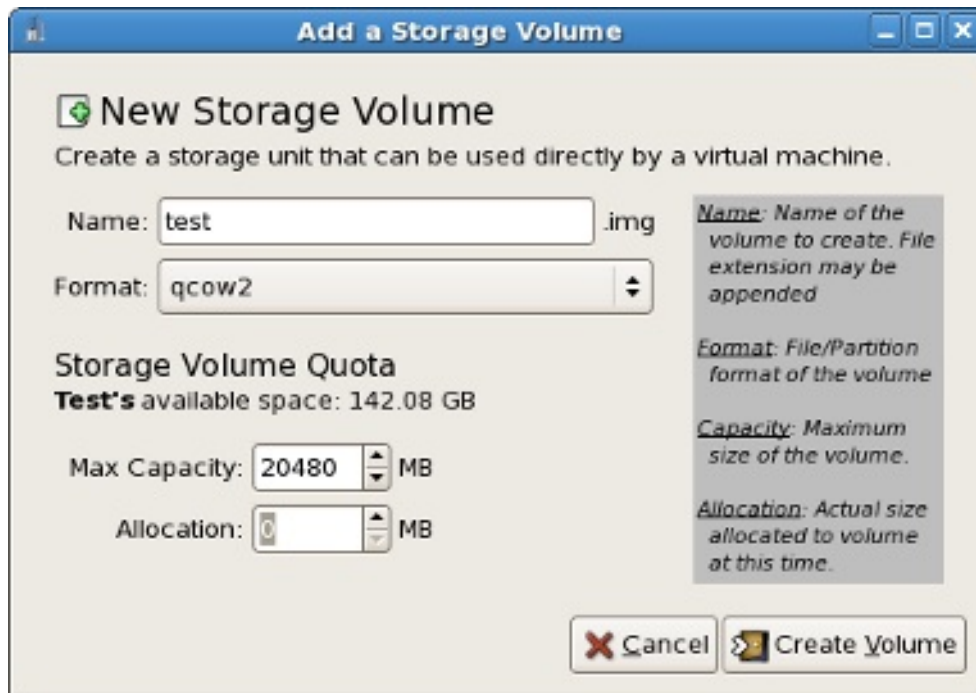 Add a Storage Volume
New Storage Volume
Create a storage unit that can be used directly by a virtual machine.
Name: test .img
Format: qcow2
Storage Volume Quota
Test's available space: 142.08 GB
Max Capacity: 20480 MB
Allocation: 0 MB
Name: Name of the
volume to create. File
extension may be
appended
Format: File/Partition
format of the volume
Capacity: Maximum
size of the volume.
Allocation: Actual size
allocated to volume
at this time.
Cancel
Create Volume